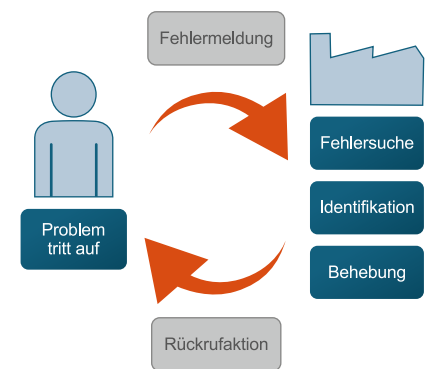 Fehlermeldung
Fehlersuche
Identifikation
Behebung
Problem
tritt auf
Rückrufaktion